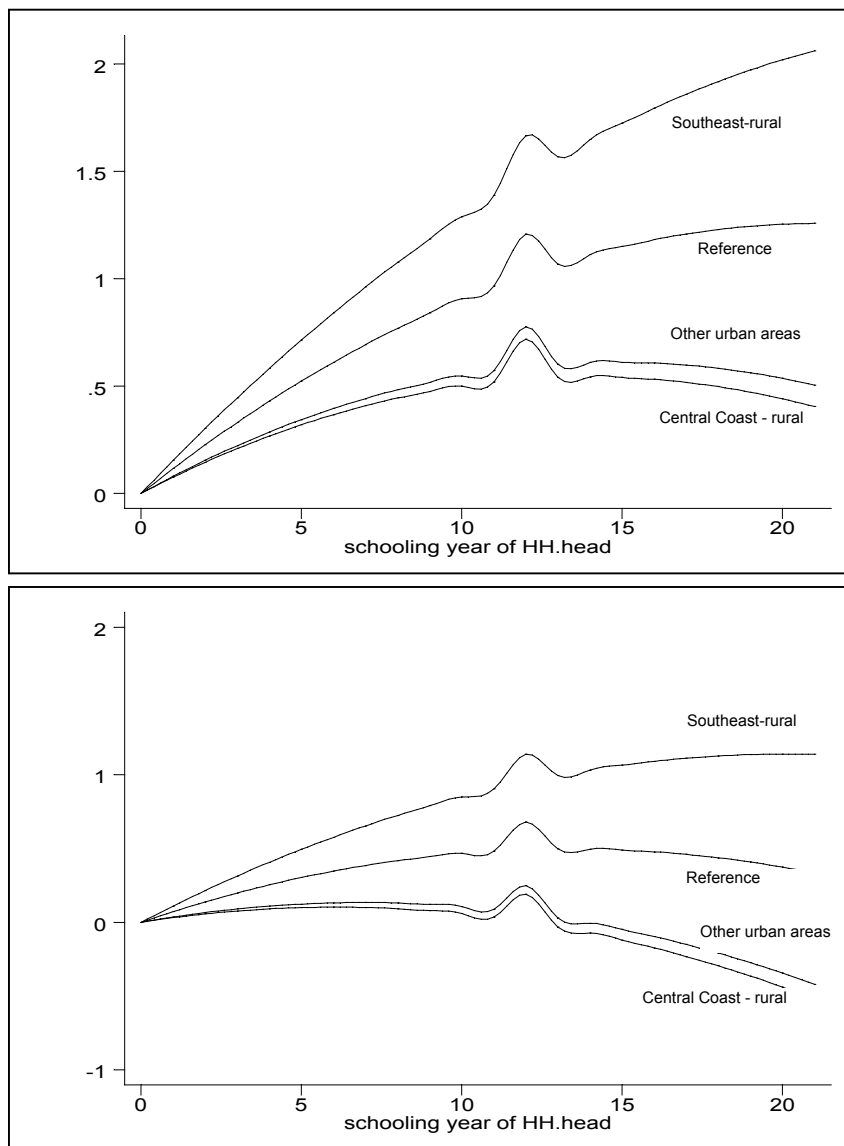 2
Southeast-rural
1.5
Reference
1
Other urban areas
.5
Central Coast - rural
0
0 5 10 15 20
schooling year of HH.head
2
Southeast-rural
1
Reference
0
Other urban areas
Central Coast - rural
-1
0 5 10 15 20
schooling year of HH.head